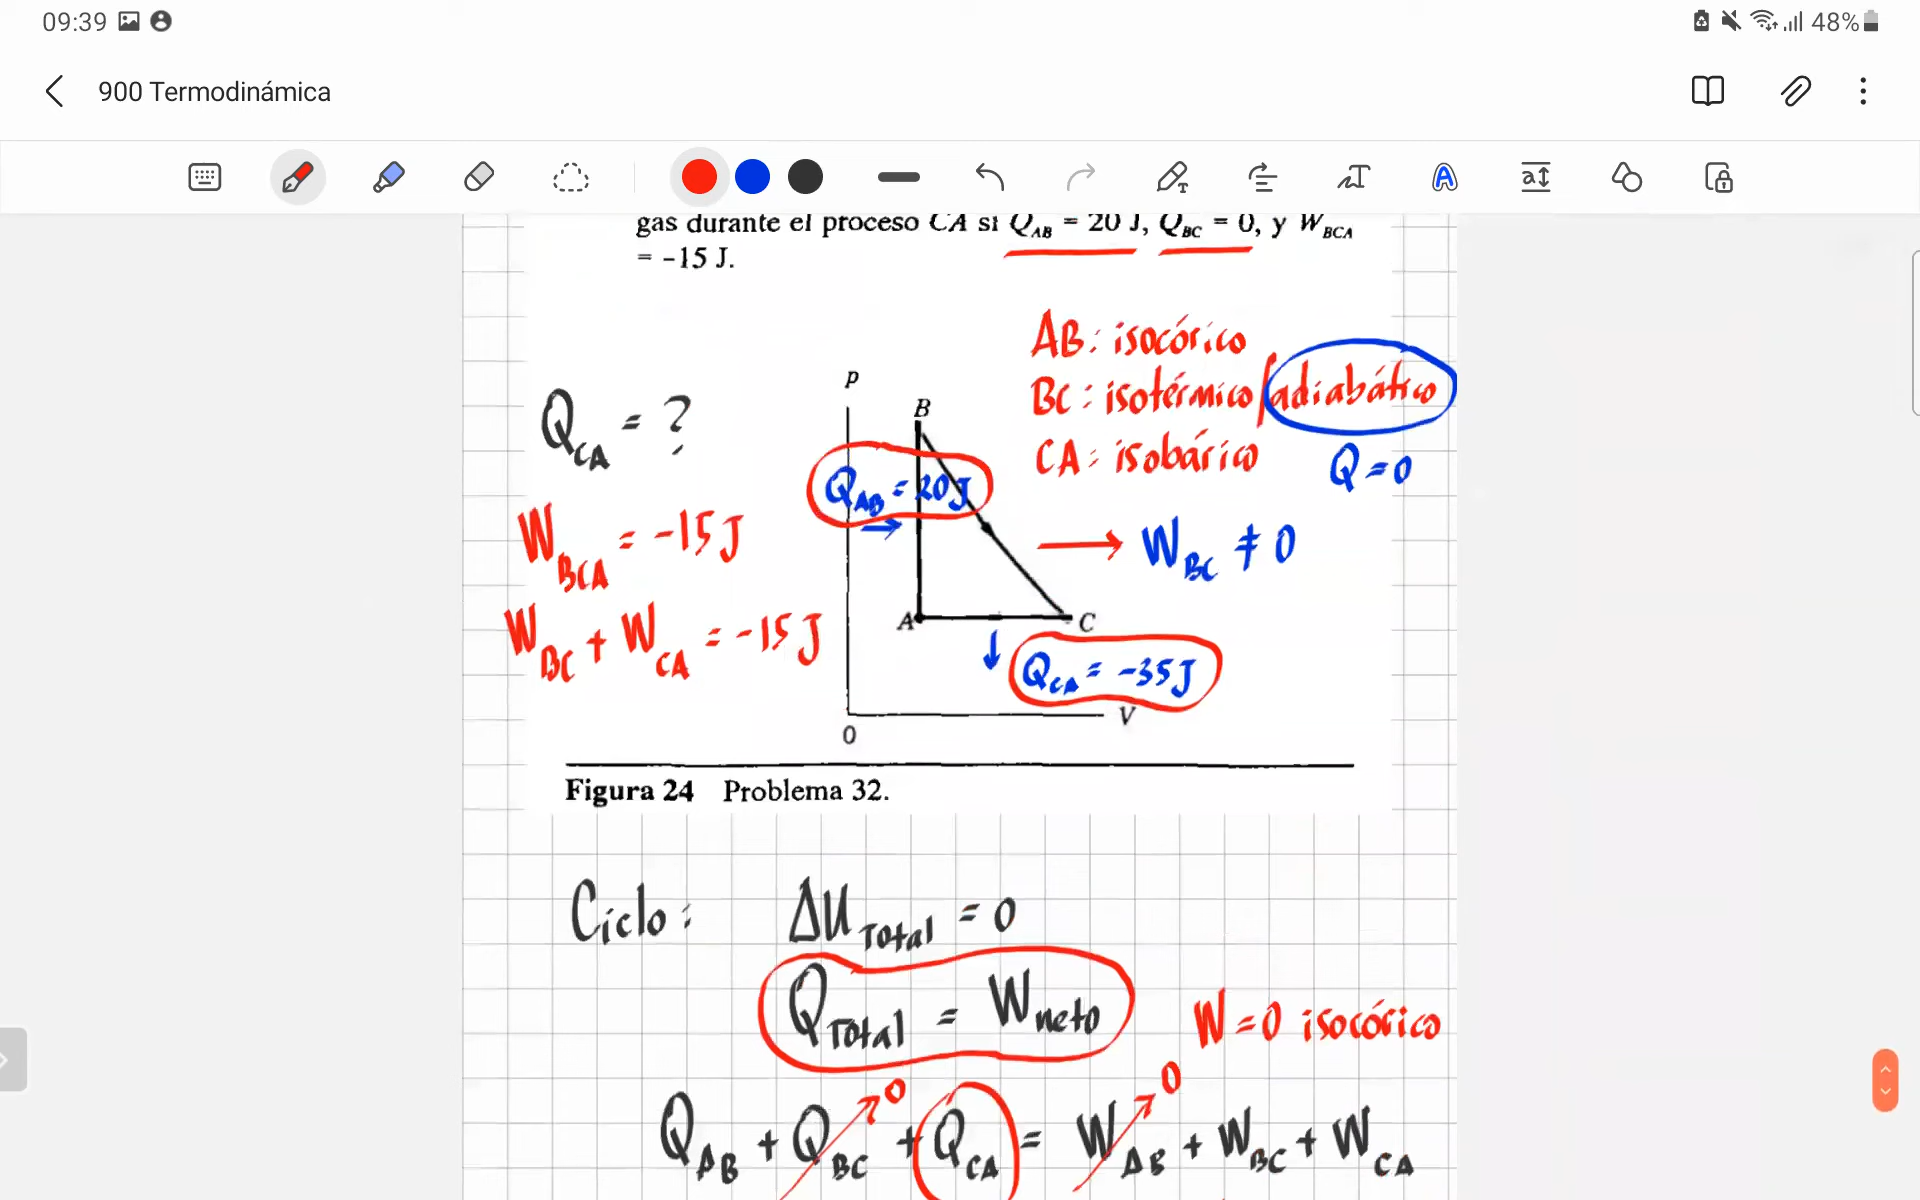 09:39
48%
900 Termodinámica
gas durante el proceso CA si Q_AB = 20 J, Q_BC = 0, y W_BCA
= -15 J.
AB: isocórico
BC: isotérmico/adiabático
CA: isobárico
Q=0
Q_CA = ?
P
B
Q_AB = 20J
W_BCA = -15J
W_BC ≠ 0
W_BC + W_CA = -15J
A
C
Q_CA = -35J
V
0
Figura 24 Problema 32.
Ciclo: ΔU_Total = 0
Q_Total = W_neto
W=0 isocórico
0
0
Q_AB + Q_BC + Q_CA = W_AB + W_BC + W_CA